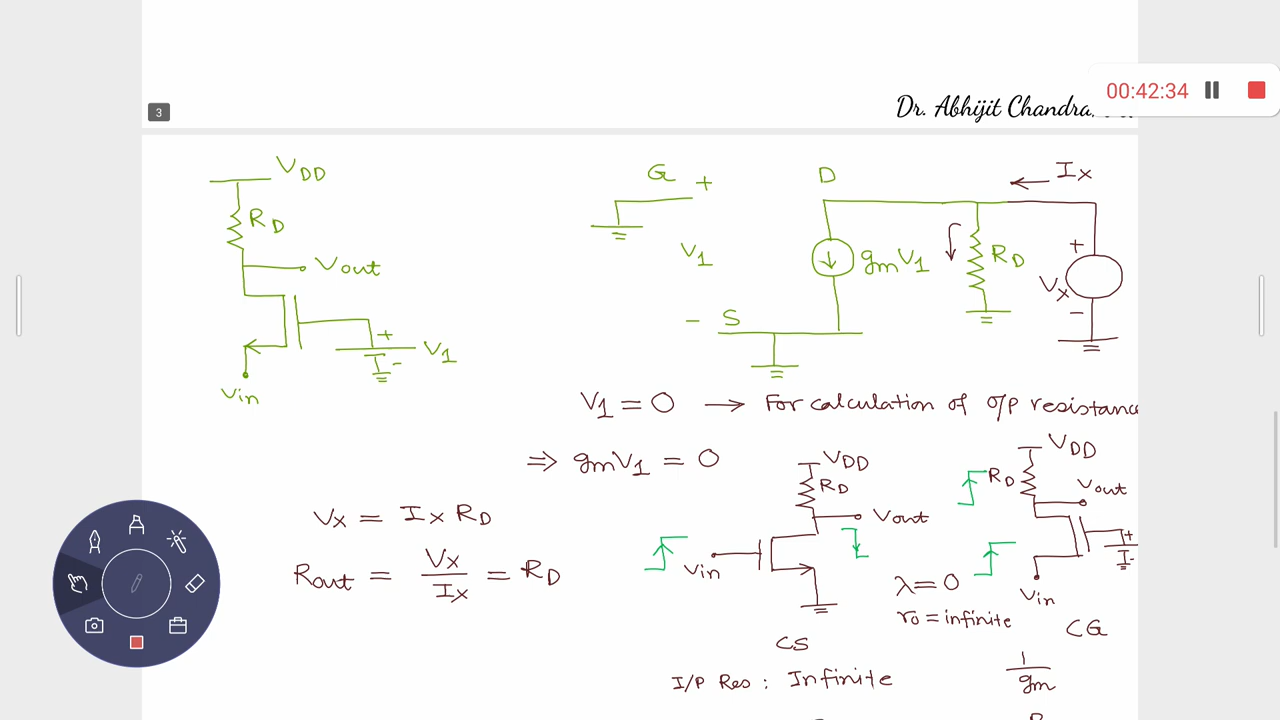 00:42:34
3
Dr. Abhijit Chandra,
VDD
RD
Vout
V1
Vin
G +
V1
- S
D
gmV1
RD
Ix
+
Vx
-
V1 = 0 → For calculation of O/P resistance
⇒ gmV1 = 0
Vx = Ix RD
Rout = Vx/Ix = RD
VDD
RD
Vout
Vin
CS
λ = 0
ro = infinite
VDD
RD
Vout
+
-
Vin
CG
I/P Res : Infinite
1/gm